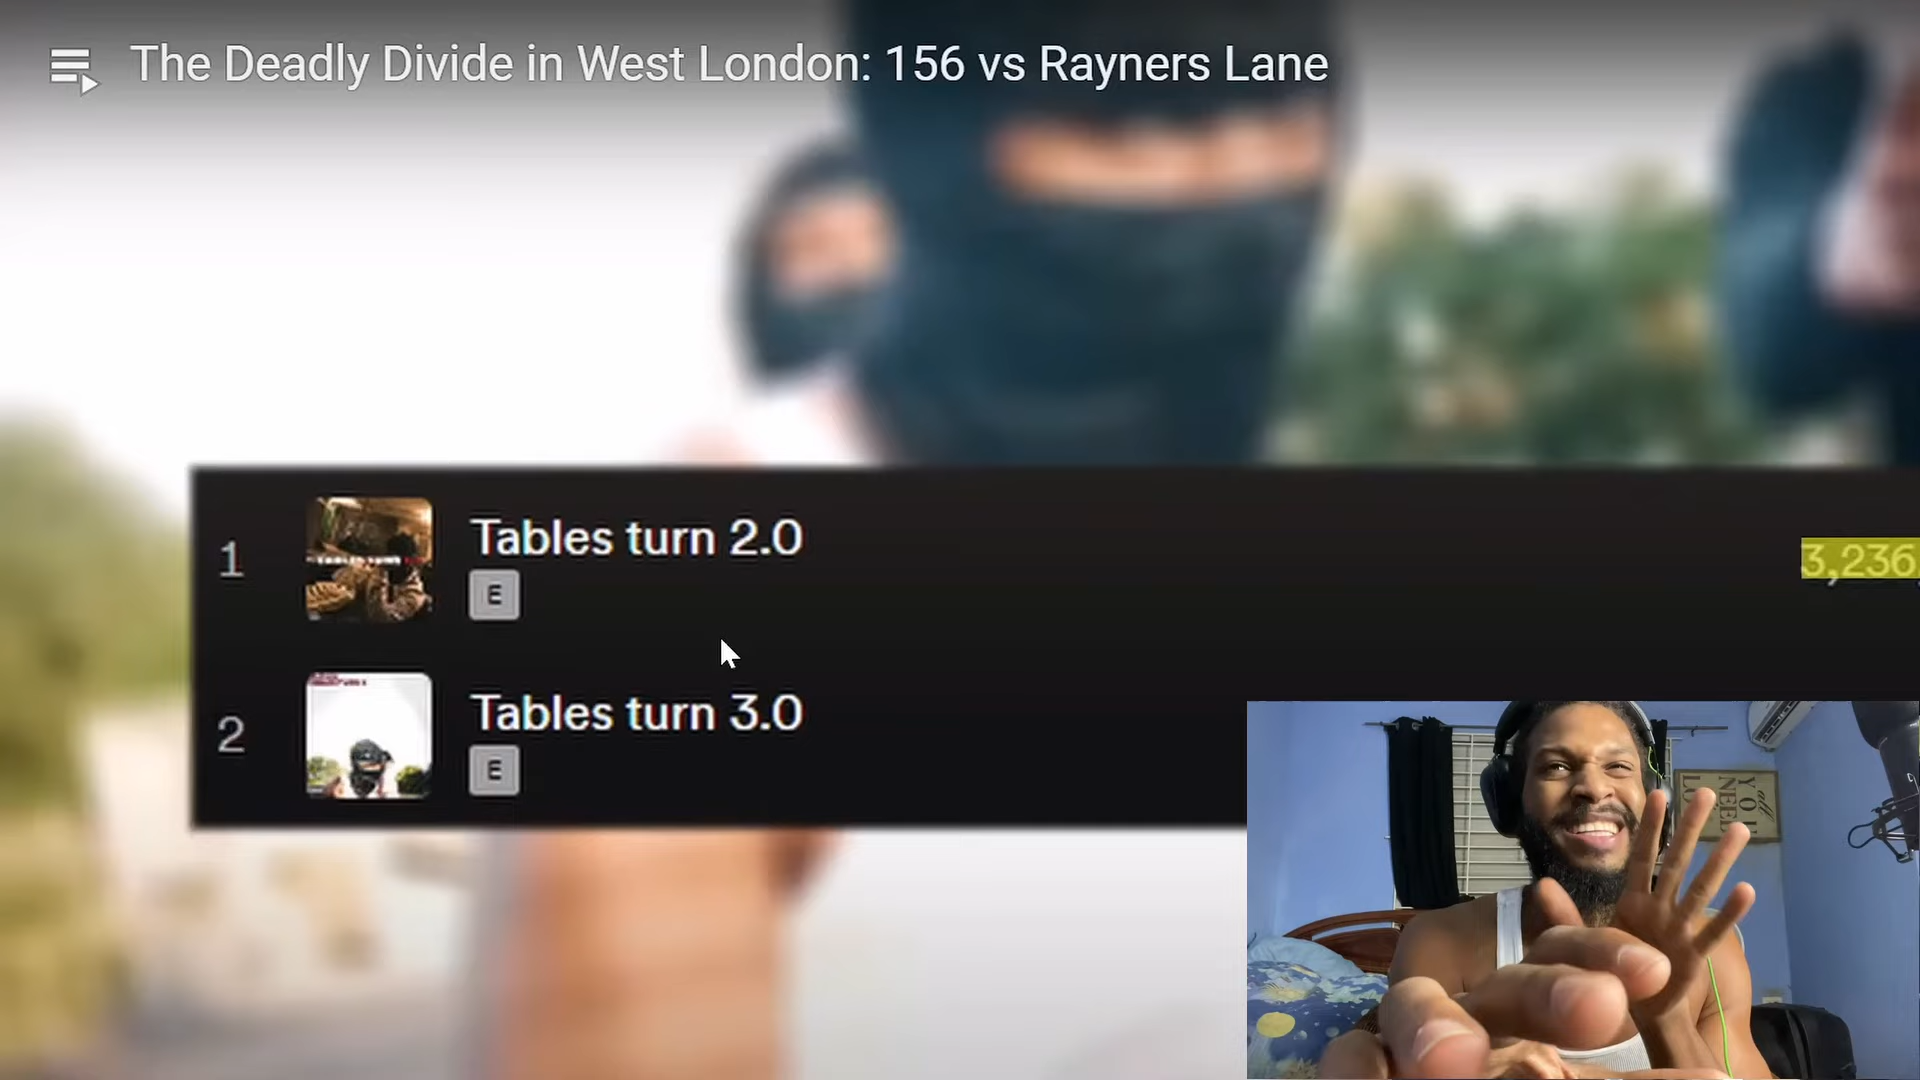 The Deadly Divide in West London: 156 vs Rayners Lane
1
Tables turn 2.0
E
3,236,
2
Tables turn 3.0
E